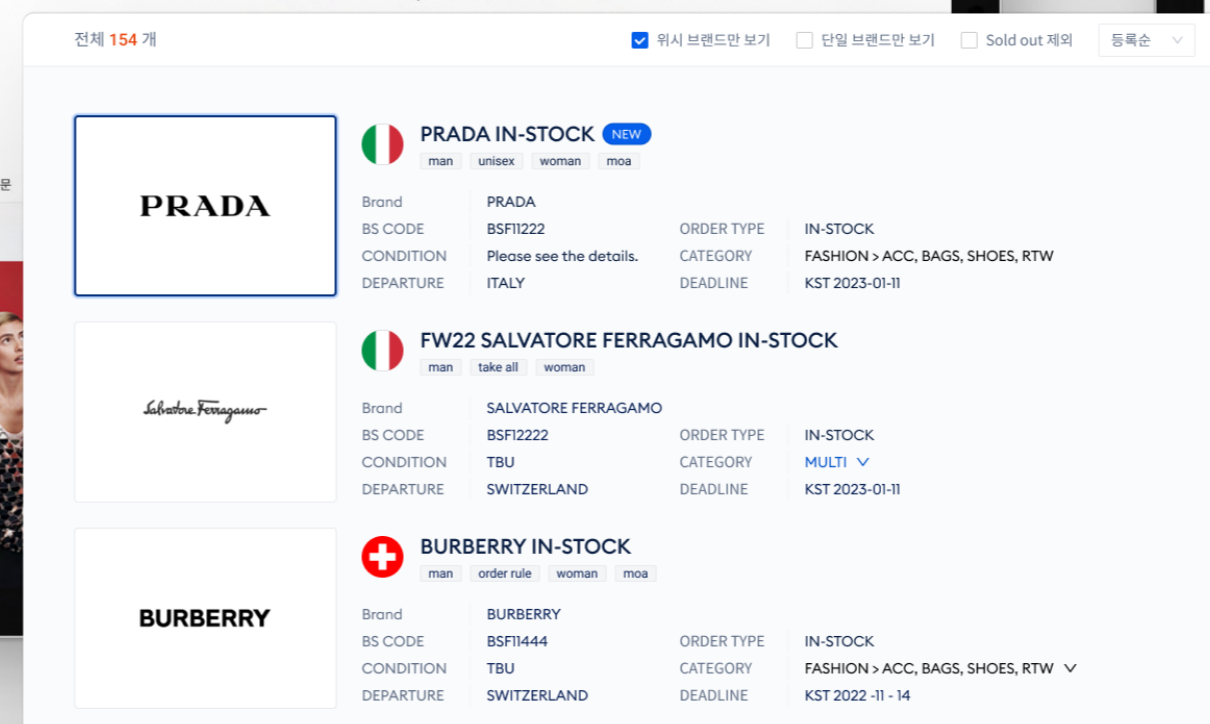 전체 154 개
위시 브랜드만 보기
단일 브랜드만 보기
Sold out 제외
등록순
문
PRADA
PRADA IN-STOCK NEW
man unisex woman moa
Brand PRADA
BS CODE BSF11222 ORDER TYPE IN-STOCK
CONDITION Please see the details. CATEGORY FASHION > ACC, BAGS, SHOES, RTW
DEPARTURE ITALY DEADLINE KST 2023-01-11
Salvatore Ferragamo
FW22 SALVATORE FERRAGAMO IN-STOCK
man take all woman
Brand SALVATORE FERRAGAMO
BS CODE BSF12222 ORDER TYPE IN-STOCK
CONDITION TBU CATEGORY MULTI
DEPARTURE SWITZERLAND DEADLINE KST 2023-01-11
BURBERRY
BURBERRY IN-STOCK
man order rule woman moa
Brand BURBERRY
BS CODE BSF11444 ORDER TYPE IN-STOCK
CONDITION TBU CATEGORY FASHION > ACC, BAGS, SHOES, RTW
DEPARTURE SWITZERLAND DEADLINE KST 2022 -11 - 14